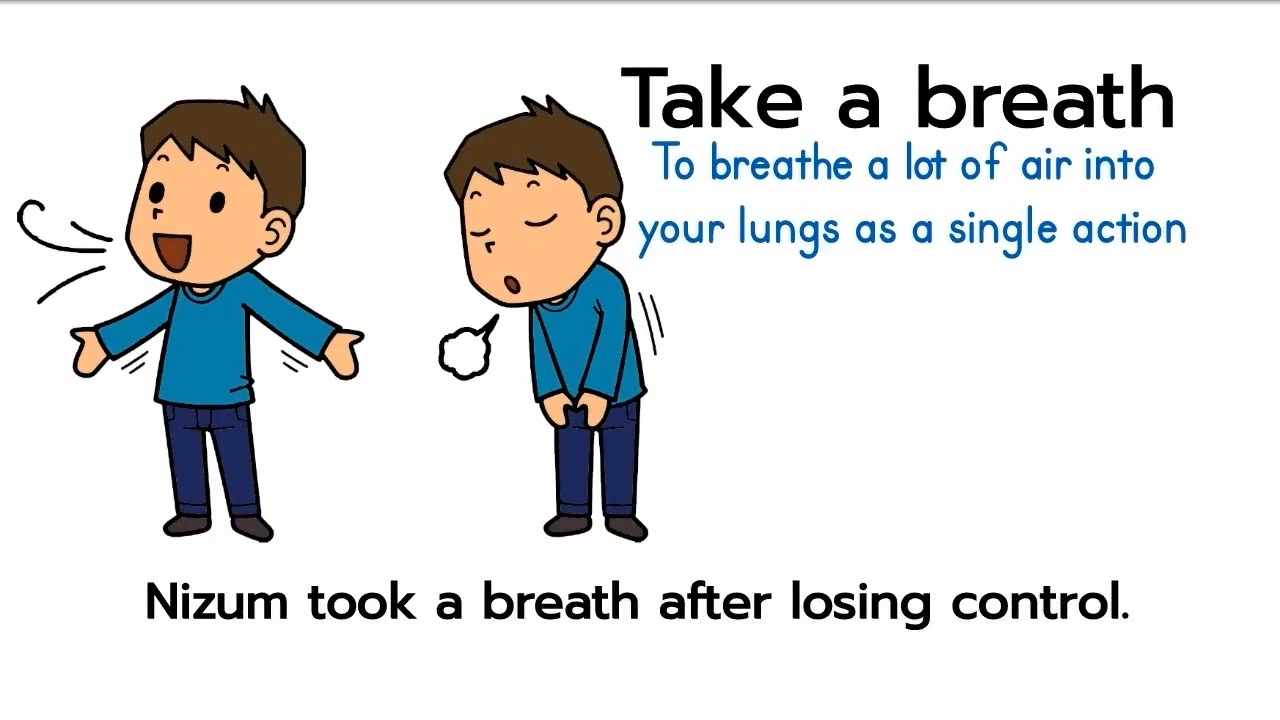 Take a breath
To breathe a lot of air into
your lungs as a single action
Nizum took a breath after losing control.